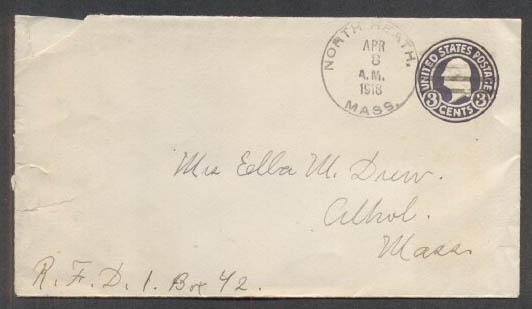 NORTH HEATH.
APR
8
A.M.
1918
MASS.
UNITED STATES POSTAGE
3 CENTS 3
Mrs Edba M. Drew.
Athol.
Mass.
R. F. D. 1. Box 42.